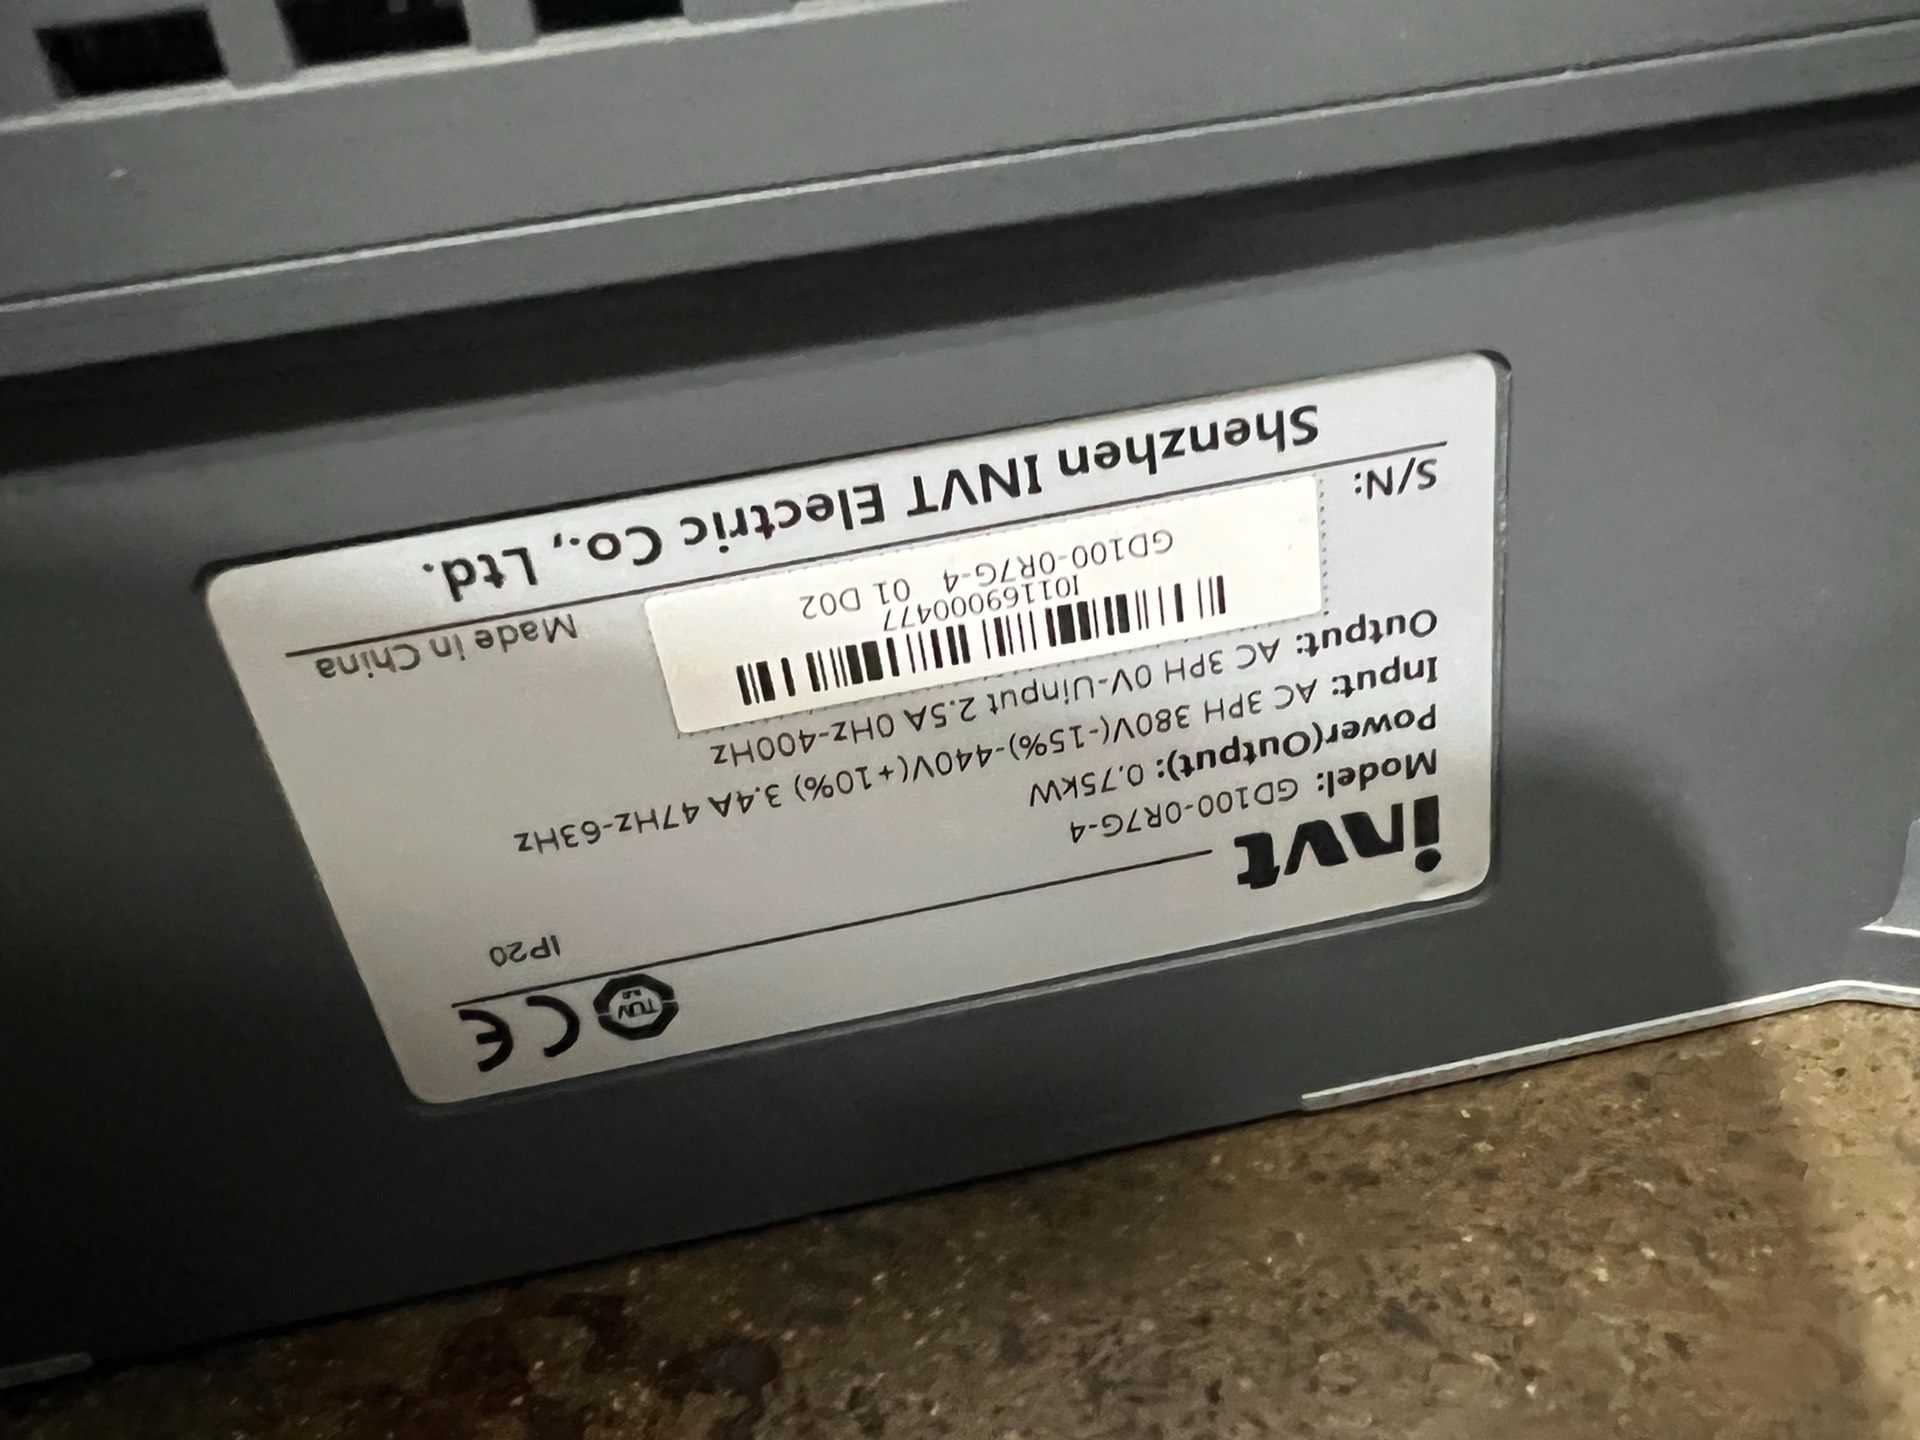 invt
TÜV CE
IP20
Model: GD100-0R7G-4
Power(Output): 0.75kW
Input: AC 3PH 380V(-15%)-440V(+10%) 3.4A 47Hz-63Hz
Output: AC 3PH 0V-Uinput 2.5A 0Hz-400Hz
I01169000477
GD100-0R7G-4 01 D02
S/N:
Made in China
Shenzhen INVT Electric Co., Ltd.